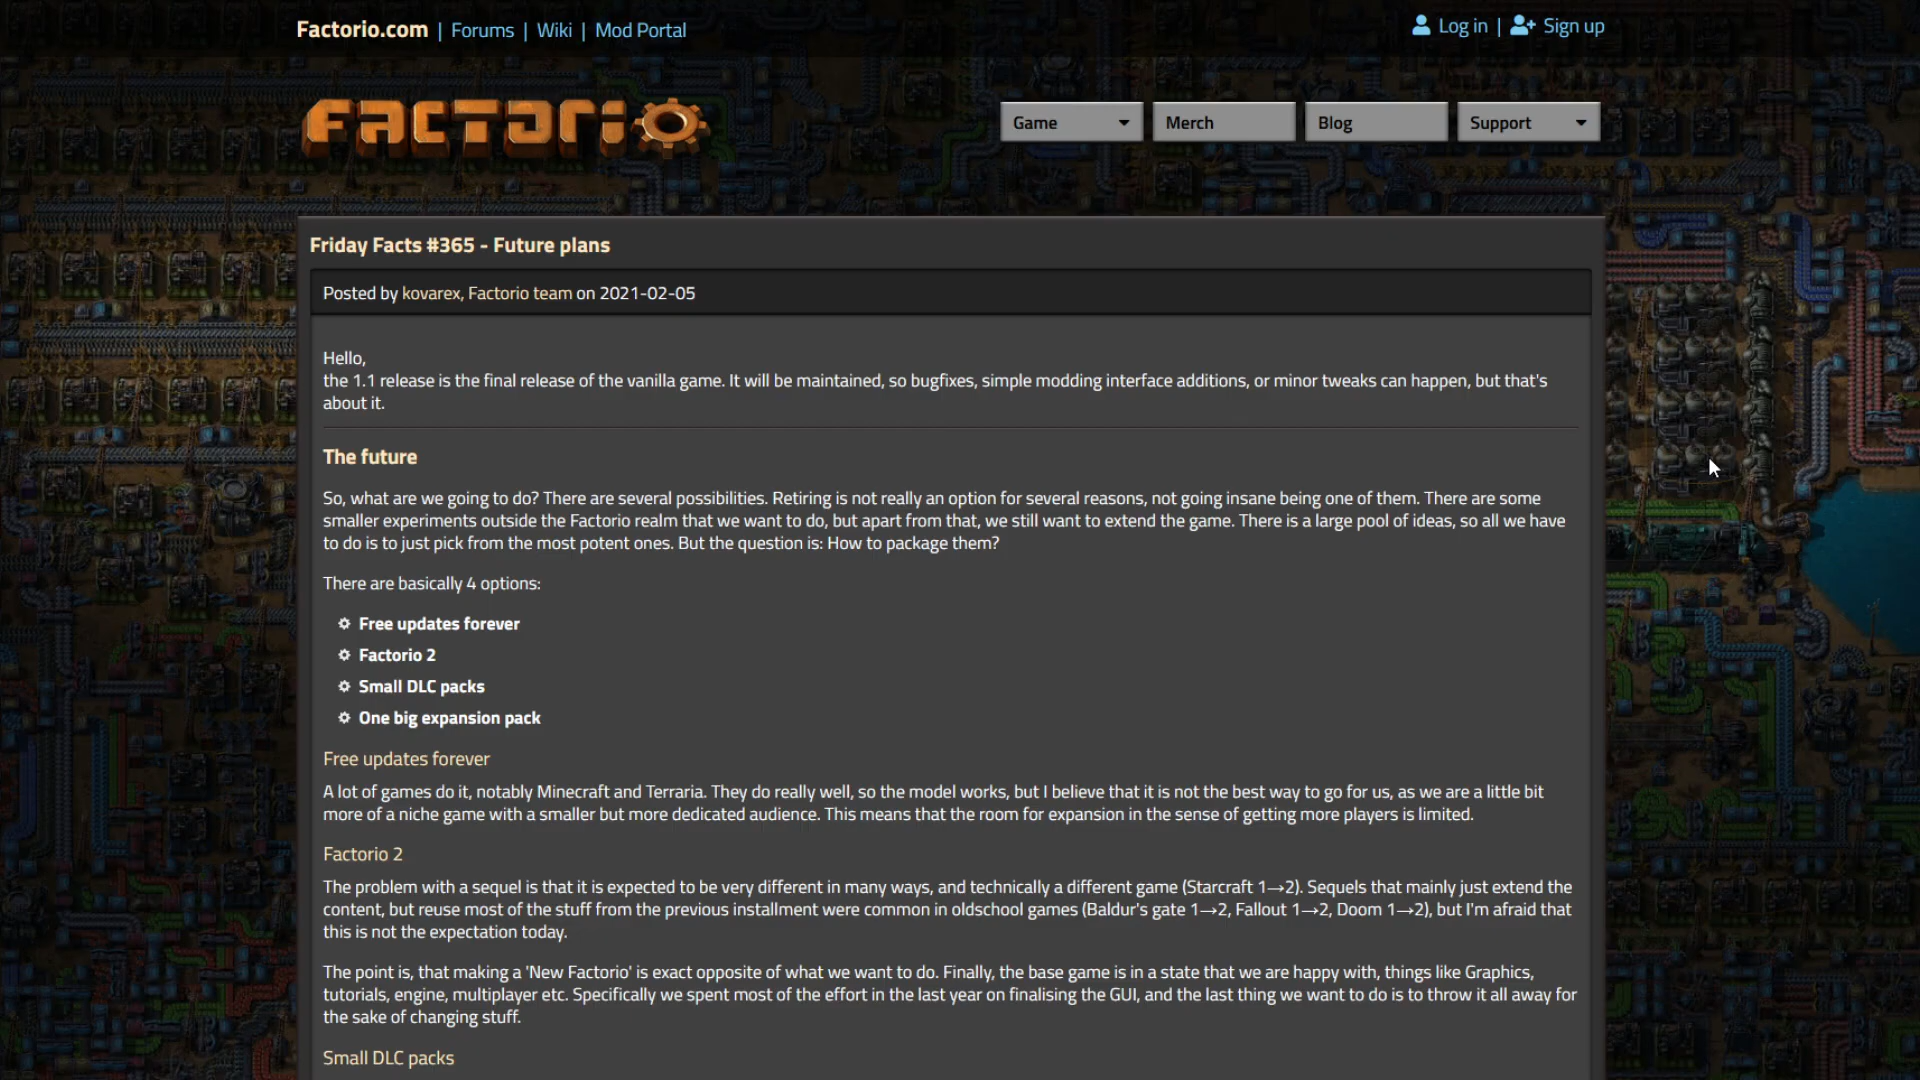 Factorio.com | Forums | Wiki | Mod Portal
Log in | Sign up
FACTORIO
Game
Merch
Blog
Support
Friday Facts #365 - Future plans
Posted by kovarex, Factorio team on 2021-02-05
Hello,
the 1.1 release is the final release of the vanilla game. It will be maintained, so bugfixes, simple modding interface additions, or minor tweaks can happen, but that's
about it.
The future
So, what are we going to do? There are several possibilities. Retiring is not really an option for several reasons, not going insane being one of them. There are some
smaller experiments outside the Factorio realm that we want to do, but apart from that, we still want to extend the game. There is a large pool of ideas, so all we have
to do is to just pick from the most potent ones. But the question is: How to package them?
There are basically 4 options:
Free updates forever
Factorio 2
Small DLC packs
One big expansion pack
Free updates forever
A lot of games do it, notably Minecraft and Terraria. They do really well, so the model works, but I believe that it is not the best way to go for us, as we are a little bit
more of a niche game with a smaller but more dedicated audience. This means that the room for expansion in the sense of getting more players is limited.
Factorio 2
The problem with a sequel is that it is expected to be very different in many ways, and technically a different game (Starcraft 1→2). Sequels that mainly just extend the
content, but reuse most of the stuff from the previous installment were common in oldschool games (Baldur's gate 1→2, Fallout 1→2, Doom 1→2), but I'm afraid that
this is not the expectation today.
The point is, that making a 'New Factorio' is exact opposite of what we want to do. Finally, the base game is in a state that we are happy with, things like Graphics,
tutorials, engine, multiplayer etc. Specifically we spent most of the effort in the last year on finalising the GUI, and the last thing we want to do is to throw it all away for
the sake of changing stuff.
Small DLC packs